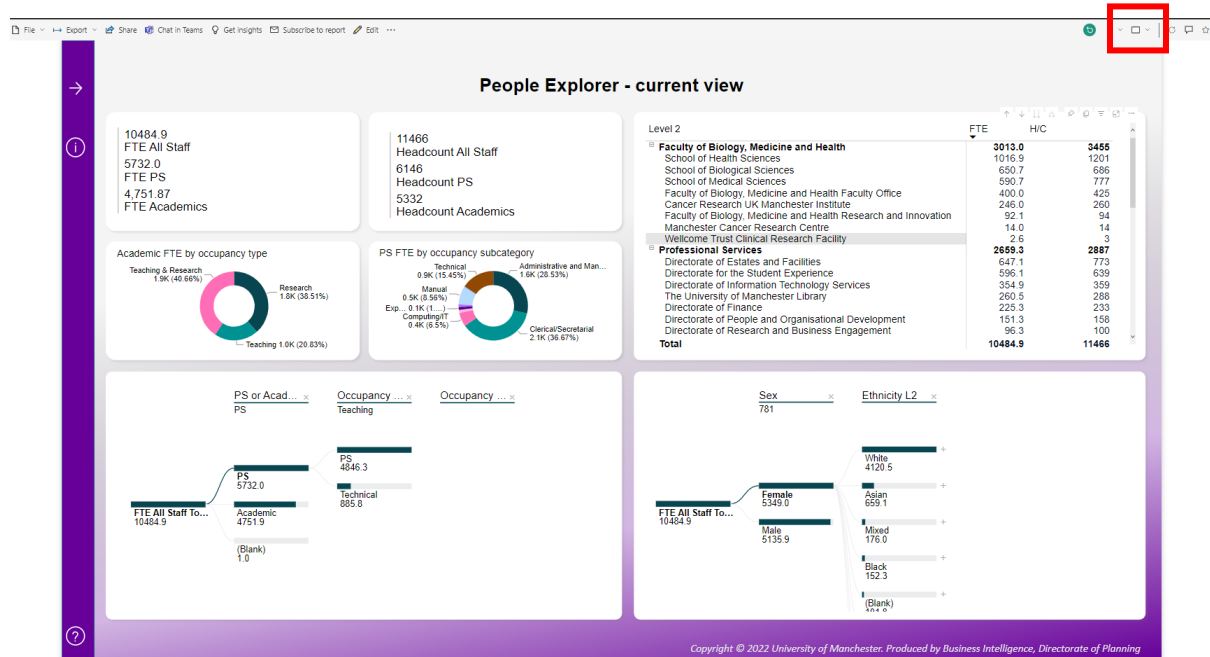 File Export Share Chat in Teams Get insights Subscribe to report Edit ...
People Explorer - current view
10484.9
FTE All Staff
5732.0
FTE PS
4,751.87
FTE Academics
11466
Headcount All Staff
6146
Headcount PS
5332
Headcount Academics
Level 2 FTE H/C
Faculty of Biology, Medicine and Health 3013.0 3455
School of Health Sciences 1016.9 1201
School of Biological Sciences 650.7 686
School of Medical Sciences 590.7 777
Faculty of Biology, Medicine and Health Faculty Office 400.0 425
Cancer Research UK Manchester Institute 246.0 260
Faculty of Biology, Medicine and Health Research and Innovation 92.1 94
Manchester Cancer Research Centre 14.0 14
Wellcome Trust Clinical Research Facility 2.6 3
Professional Services 2659.3 2887
Directorate of Estates and Facilities 647.1 773
Directorate for the Student Experience 596.1 639
Directorate of Information Technology Services 354.9 359
The University of Manchester Library 260.5 288
Directorate of Finance 225.3 233
Directorate of People and Organisational Development 151.3 158
Directorate of Research and Business Engagement 96.3 100
Total 10484.9 11466
Academic FTE by occupancy type
Teaching & Research
1.9K (40.66%)
Research
1.8K (38.51%)
Teaching 1.0K (20.83%)
PS FTE by occupancy subcategory
Technical
0.9K (15.45%)
Administrative and Man...
1.6K (28.53%)
Manual
0.5K (8.56%)
Exp... 0.1K (1....)
Computing/IT
0.4K (6.5%)
Clerical/Secretarial
2.1K (36.67%)
PS or Acad... Occupancy ... Occupancy ...
PS Teaching
PS
4846.3
PS
5732.0
Technical
885.8
FTE All Staff To...
10484.9
Academic
4751.9
(Blank)
1.0
Sex Ethnicity L2
781
White
4120.5
Female
5349.0
Asian
659.1
FTE All Staff To...
10484.9
Male
5135.9
Mixed
176.0
Black
152.3
(Blank)
Copyright © 2022 University of Manchester. Produced by Business Intelligence, Directorate of Planning